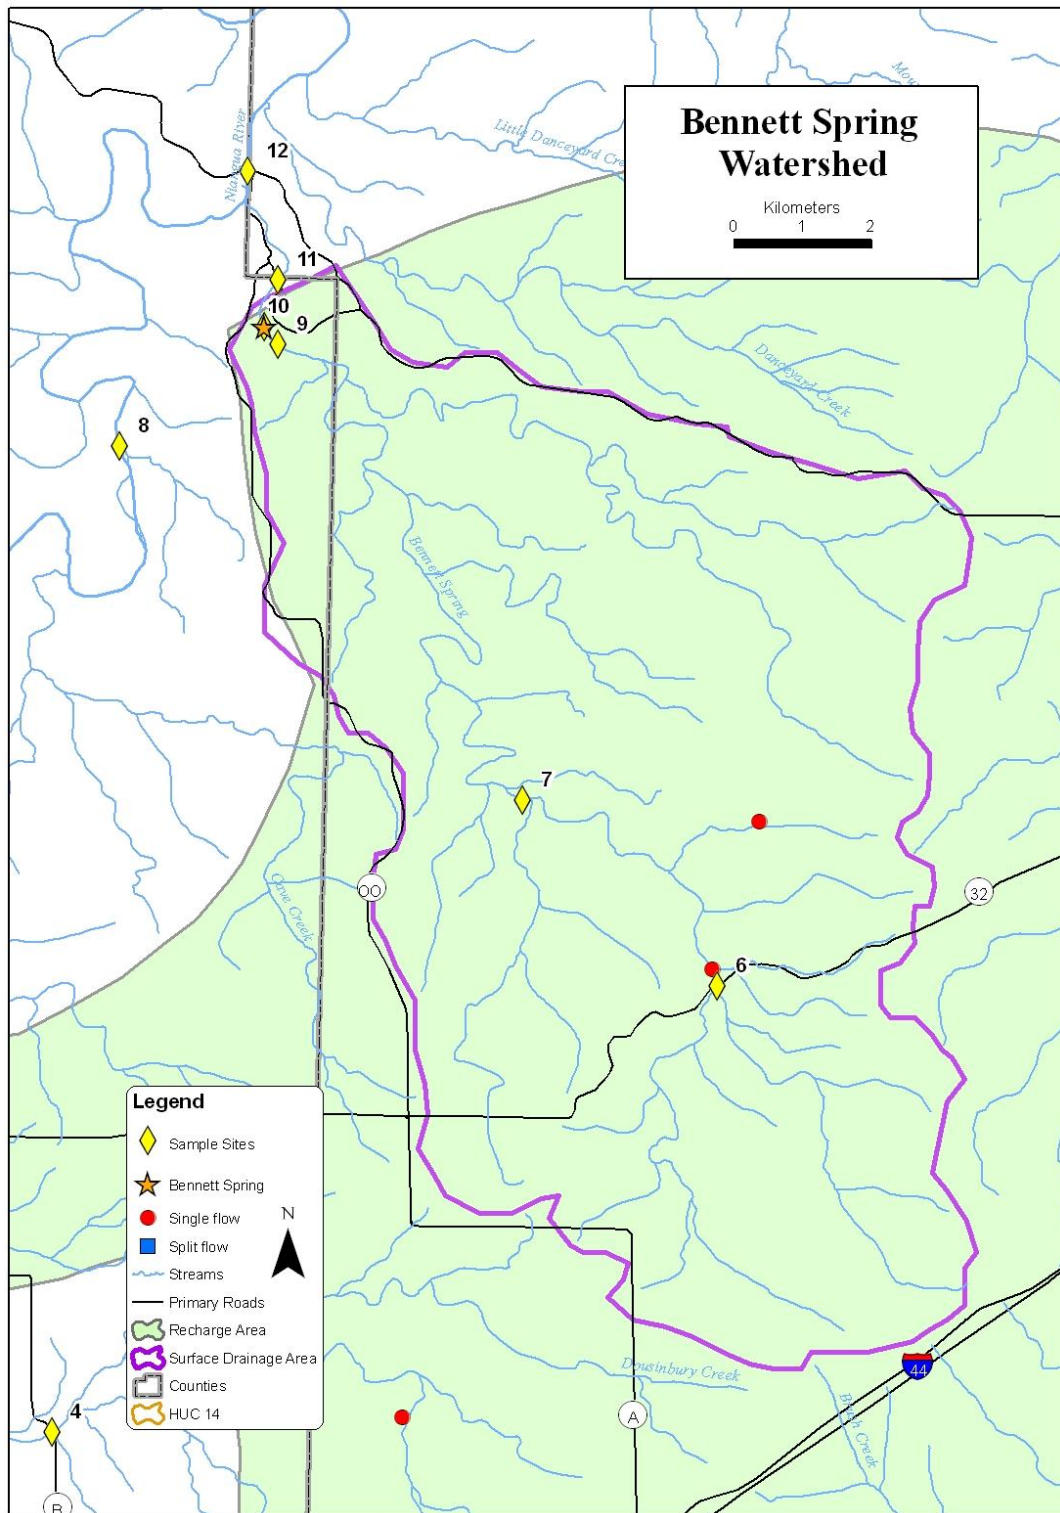 Bennett Spring
Watershed
Kilometers
0 1 2
Little Danceyard Cre
Mou
Niangua River
12
11
10
9
8
Danceyard Creek
Bennett Spring
7
Cave Creek
OO
32
6
Legend
Sample Sites
Bennett Spring
Single flow
Split flow
Streams
Primary Roads
Recharge Area
Surface Drainage Area
Counties
HUC 14
N
4
B
Dousinbury Creek
A
44